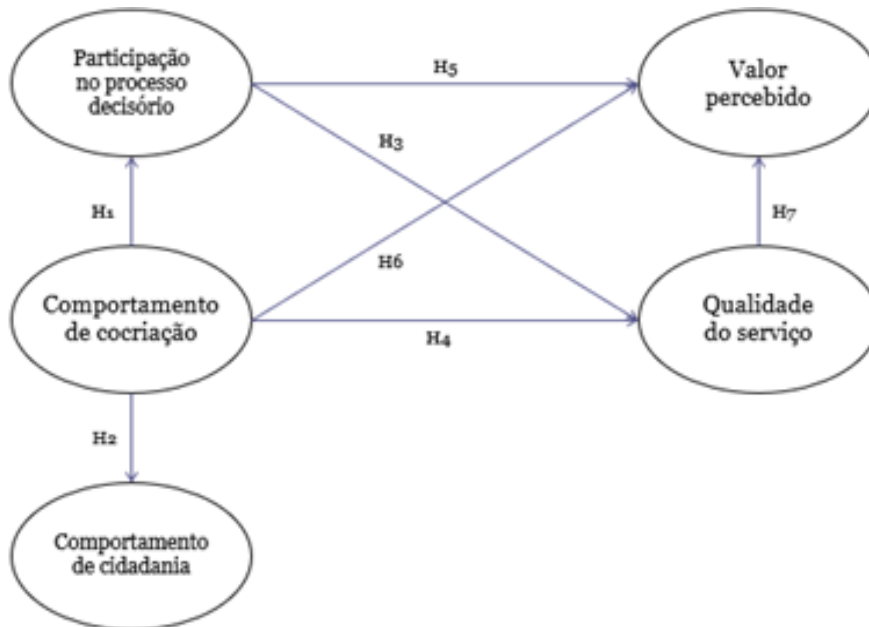 Participação
no processo
decisório
H5
Valor
percebido
H3
H1
H7
H6
Comportamento
de cocriação
Qualidade
do serviço
H4
H2
Comportamento
de cidadania